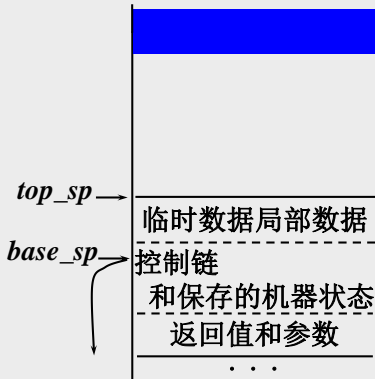 top_sp
临时数据局部数据
base_sp
控制链
和保存的机器状态
返回值和参数
. . .